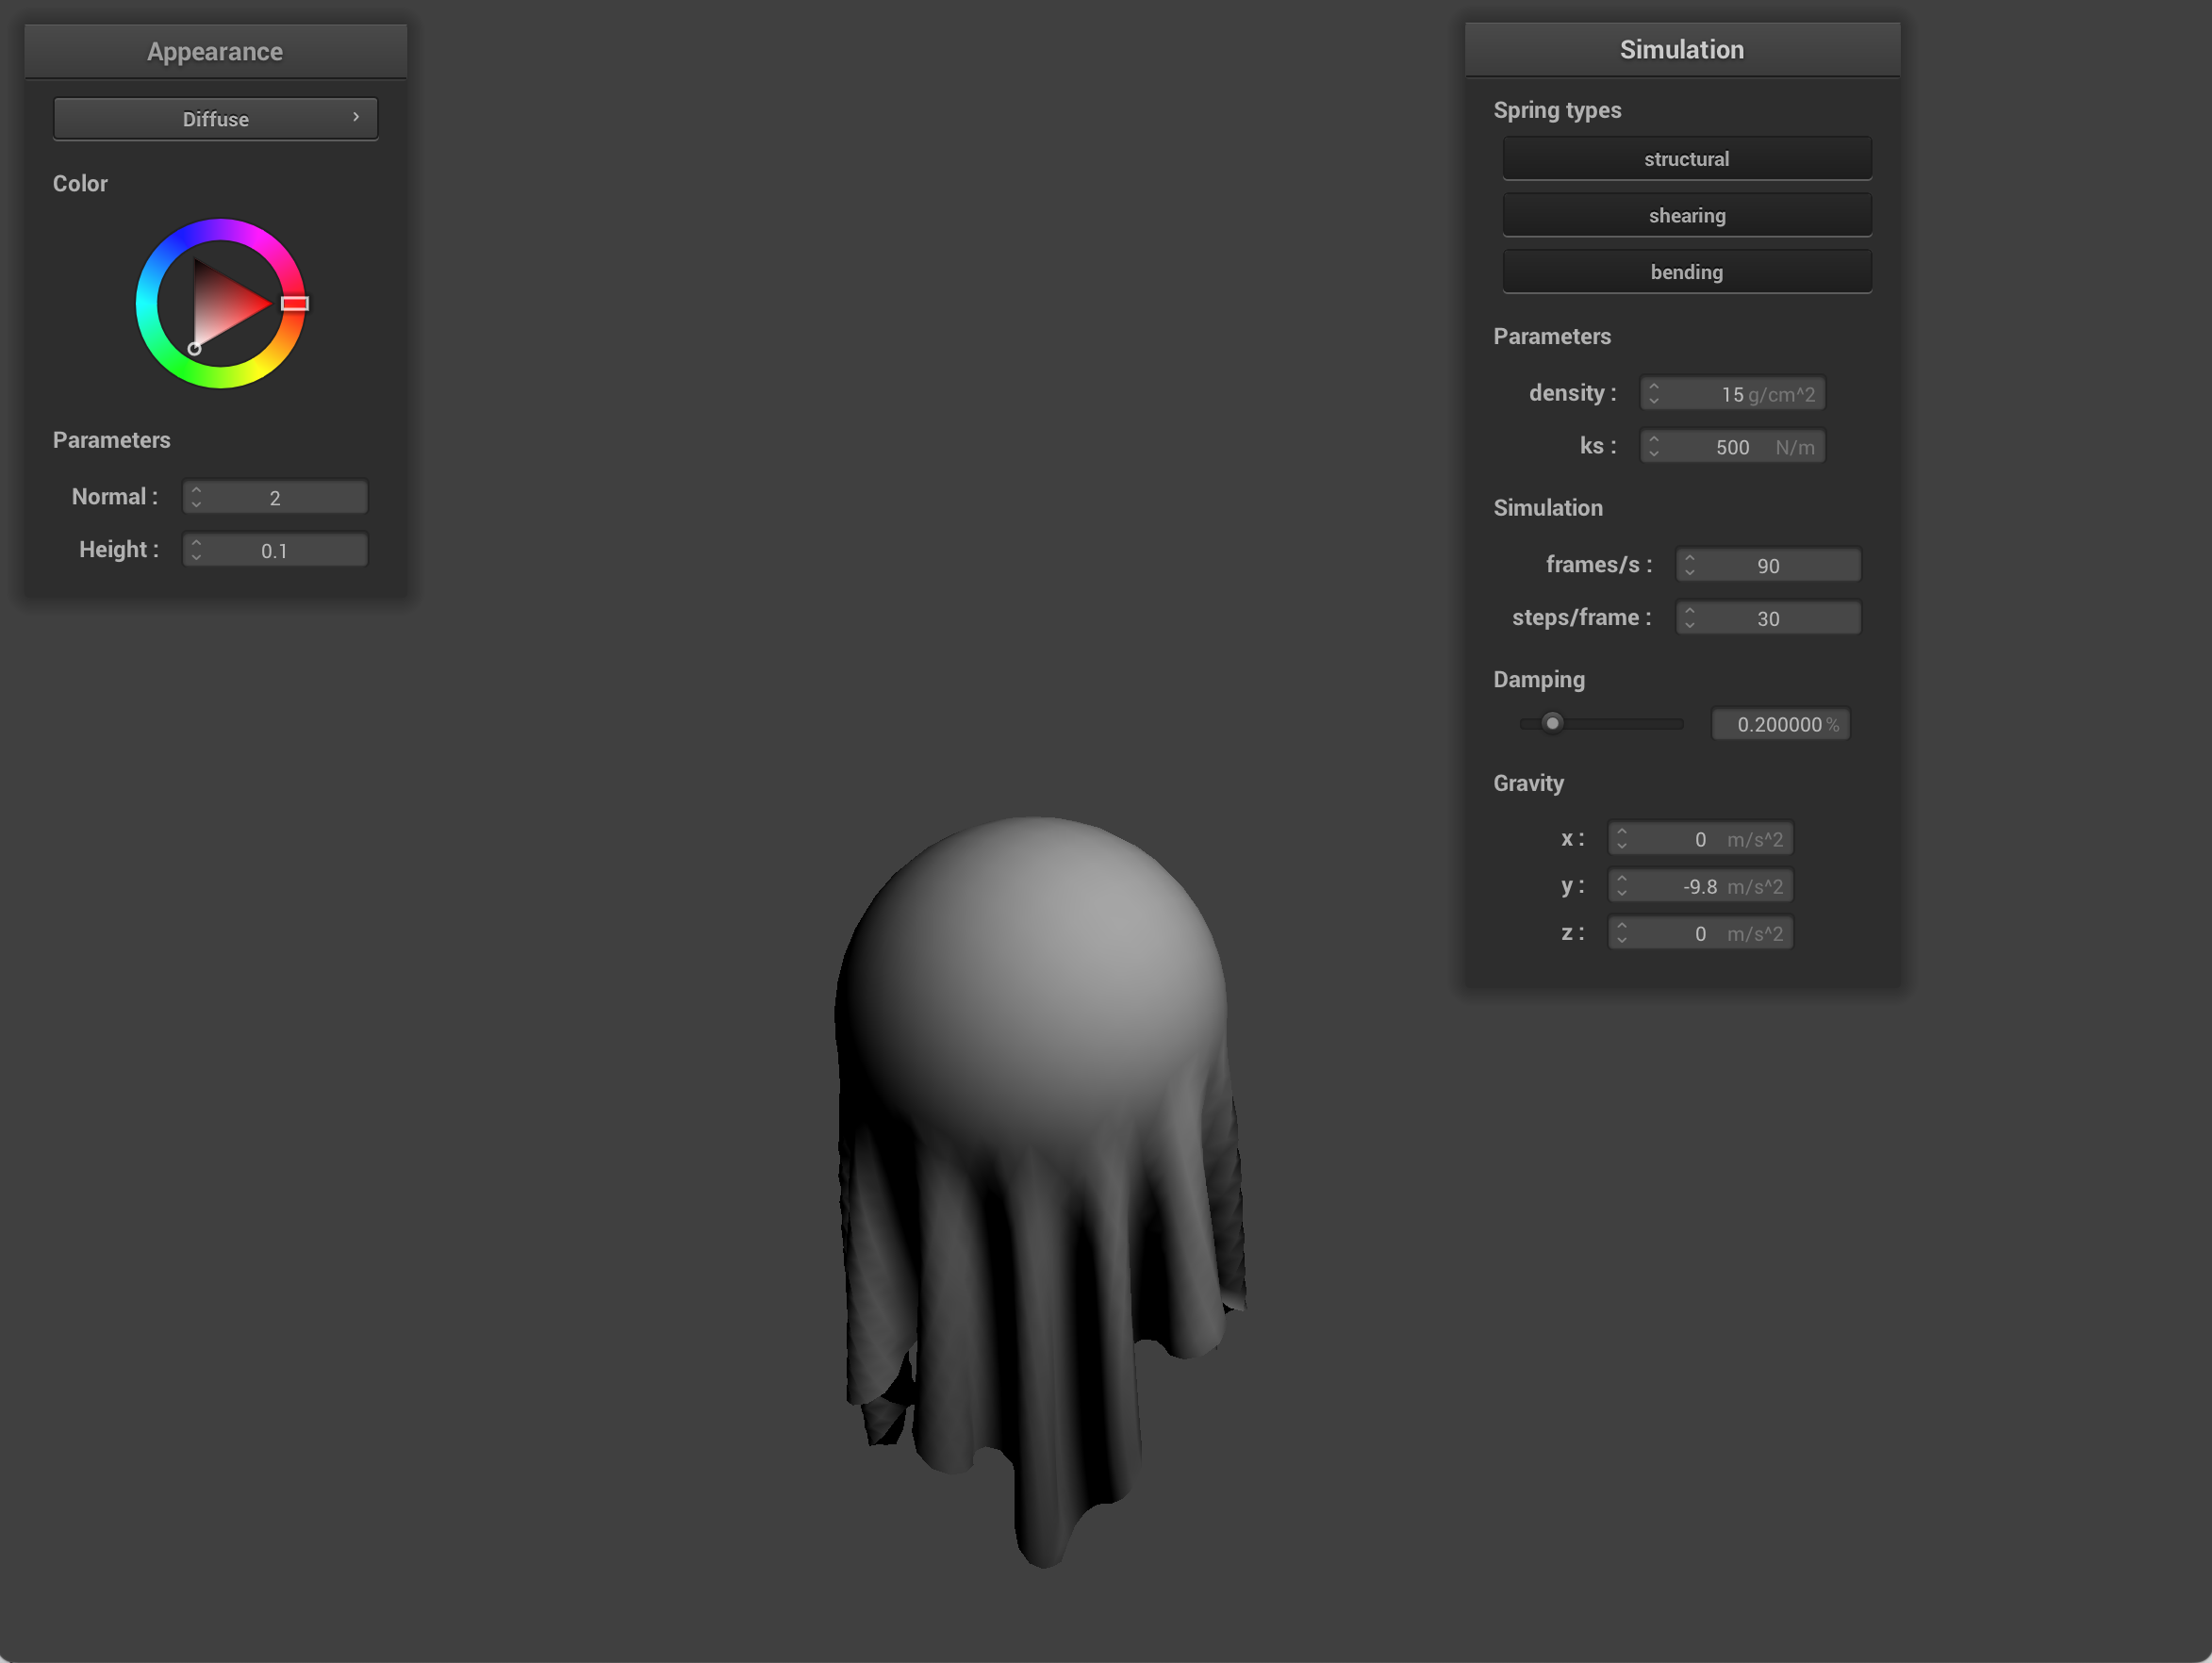 Appearance
Diffuse
Color
Parameters
Normal :
2
Height :
0.1
Simulation
Spring types
structural
shearing
bending
Parameters
density :
15 g/cm^2
ks :
500 N/m
Simulation
frames/s :
90
steps/frame :
30
Damping
0.200000 %
Gravity
x :
0 m/s^2
y :
-9.8 m/s^2
z :
0 m/s^2